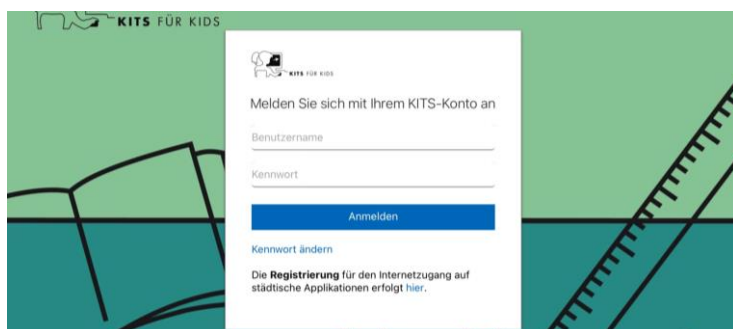 KITS FÜR KIDS
KITS FÜR KIDS
Melden Sie sich mit Ihrem KITS-Konto an
Benutzername
Kennwort
Anmelden
Kennwort ändern
Die Registrierung für den Internetzugang auf
städtische Applikationen erfolgt hier.